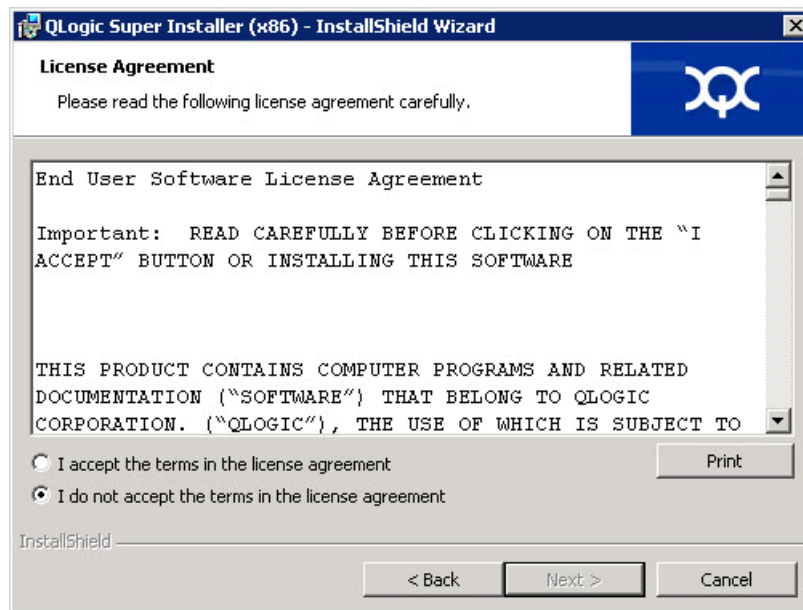 QLogic Super Installer (x86) - InstallShield Wizard
License Agreement
Please read the following license agreement carefully.
End User Software License Agreement
Important:  READ CAREFULLY BEFORE CLICKING ON THE “I
ACCEPT” BUTTON OR INSTALLING THIS SOFTWARE
THIS PRODUCT CONTAINS COMPUTER PROGRAMS AND RELATED
DOCUMENTATION (“SOFTWARE”) THAT BELONG TO QLOGIC
CORPORATION. (“QLOGIC”), THE USE OF WHICH IS SUBJECT TO
I accept the terms in the license agreement
Print
I do not accept the terms in the license agreement
InstallShield
< Back
Next >
Cancel